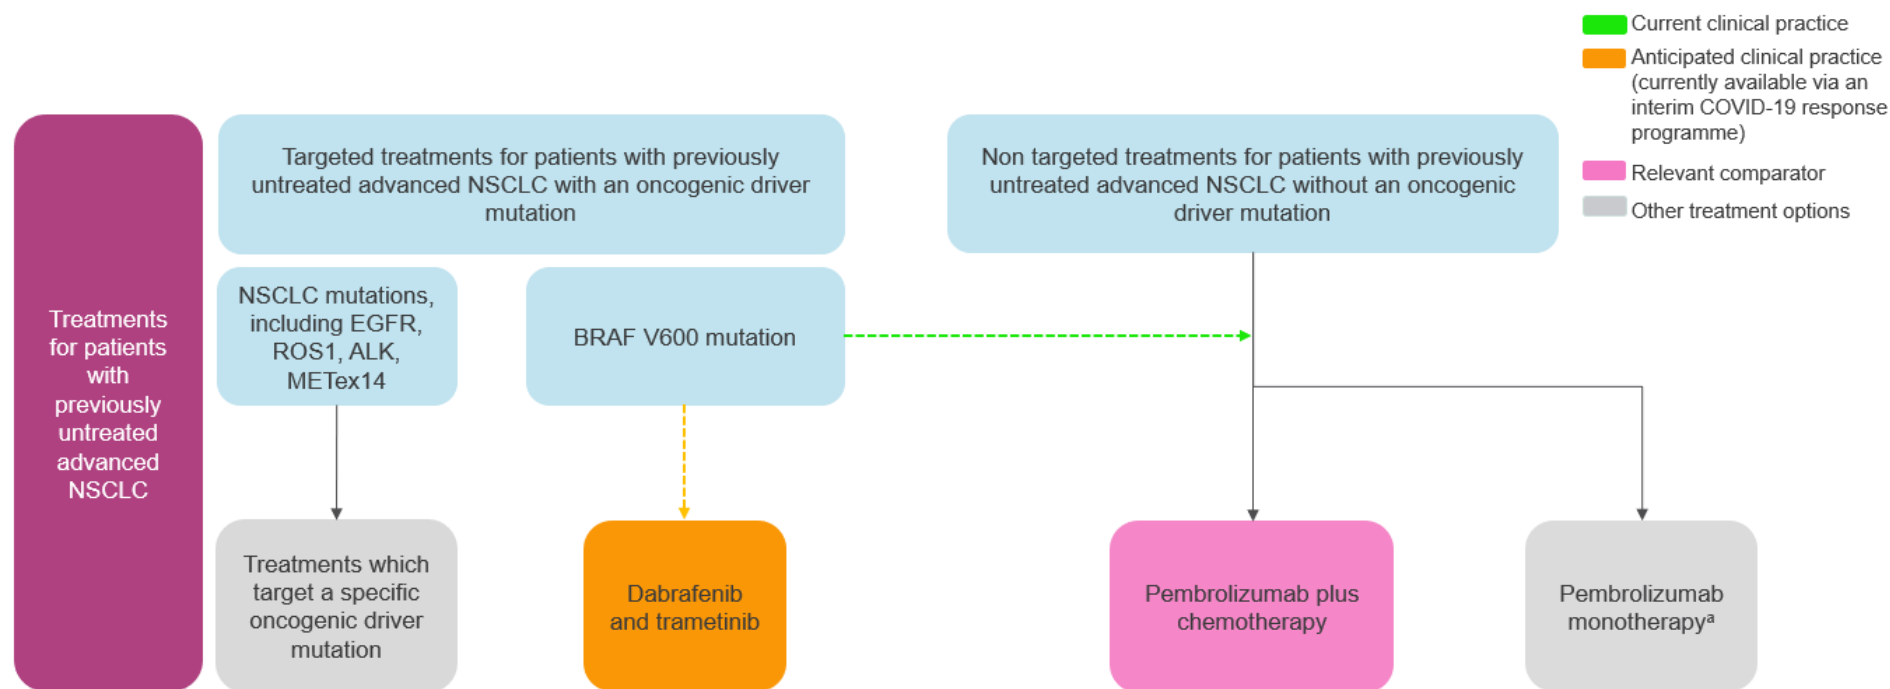 Current clinical practice
Anticipated clinical practice
(currently available via an
interim COVID-19 response
programme)
Relevant comparator
Other treatment options
Treatments
for patients
with
previously
untreated
advanced
NSCLC
Targeted treatments for patients with previously
untreated advanced NSCLC with an oncogenic driver
mutation
Non targeted treatments for patients with previously
untreated advanced NSCLC without an oncogenic
driver mutation
NSCLC mutations,
including EGFR,
ROS1, ALK,
METex14
BRAF V600 mutation
Treatments which
target a specific
oncogenic driver
mutation
Dabrafenib
and trametinib
Pembrolizumab plus
chemotherapy
Pembrolizumab
monotherapyᵃ